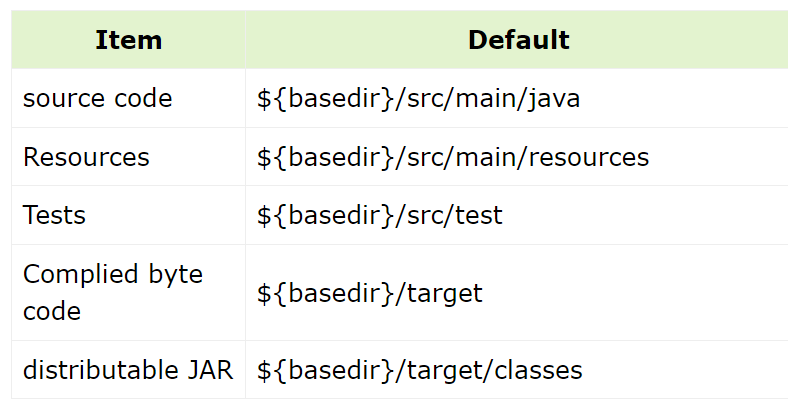 Item Default
source code ${basedir}/src/main/java
Resources ${basedir}/src/main/resources
Tests ${basedir}/src/test
Complied byte
code ${basedir}/target
distributable JAR ${basedir}/target/classes